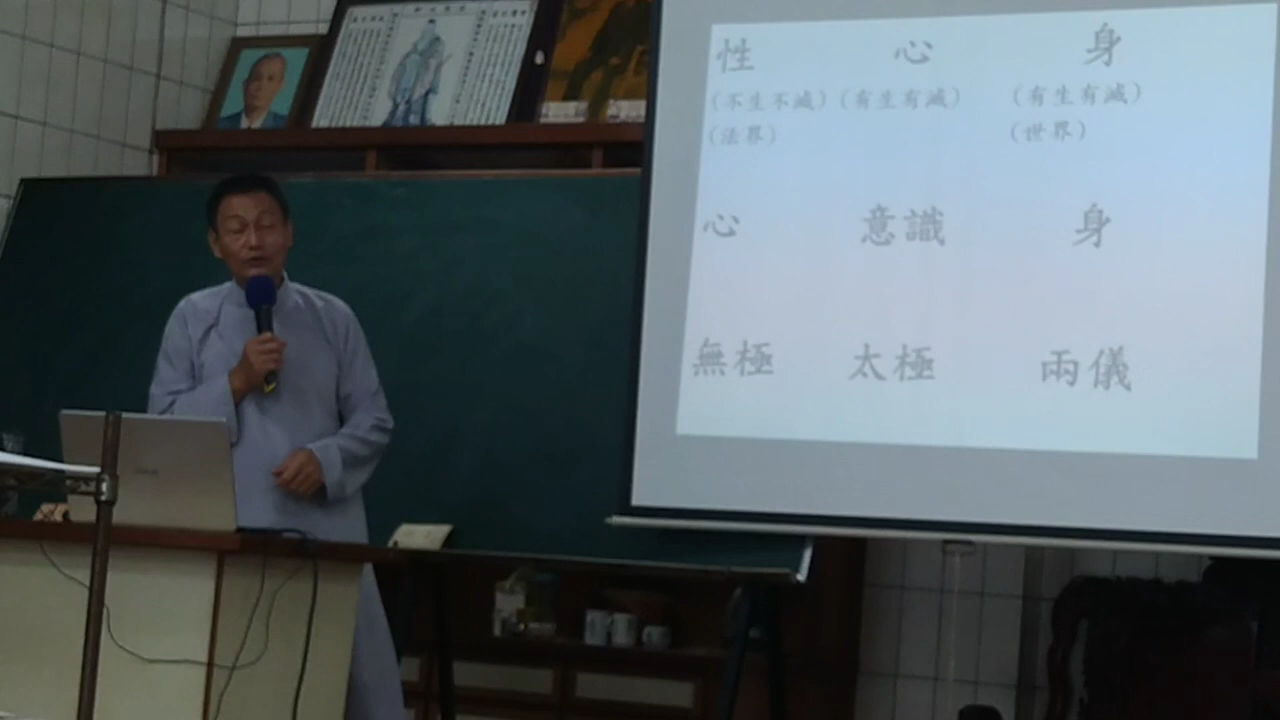 性 心 身
(不生不滅) (有生有滅) (有生有滅)
(法界) (世界)
心 意識 身
無極 太極 兩儀